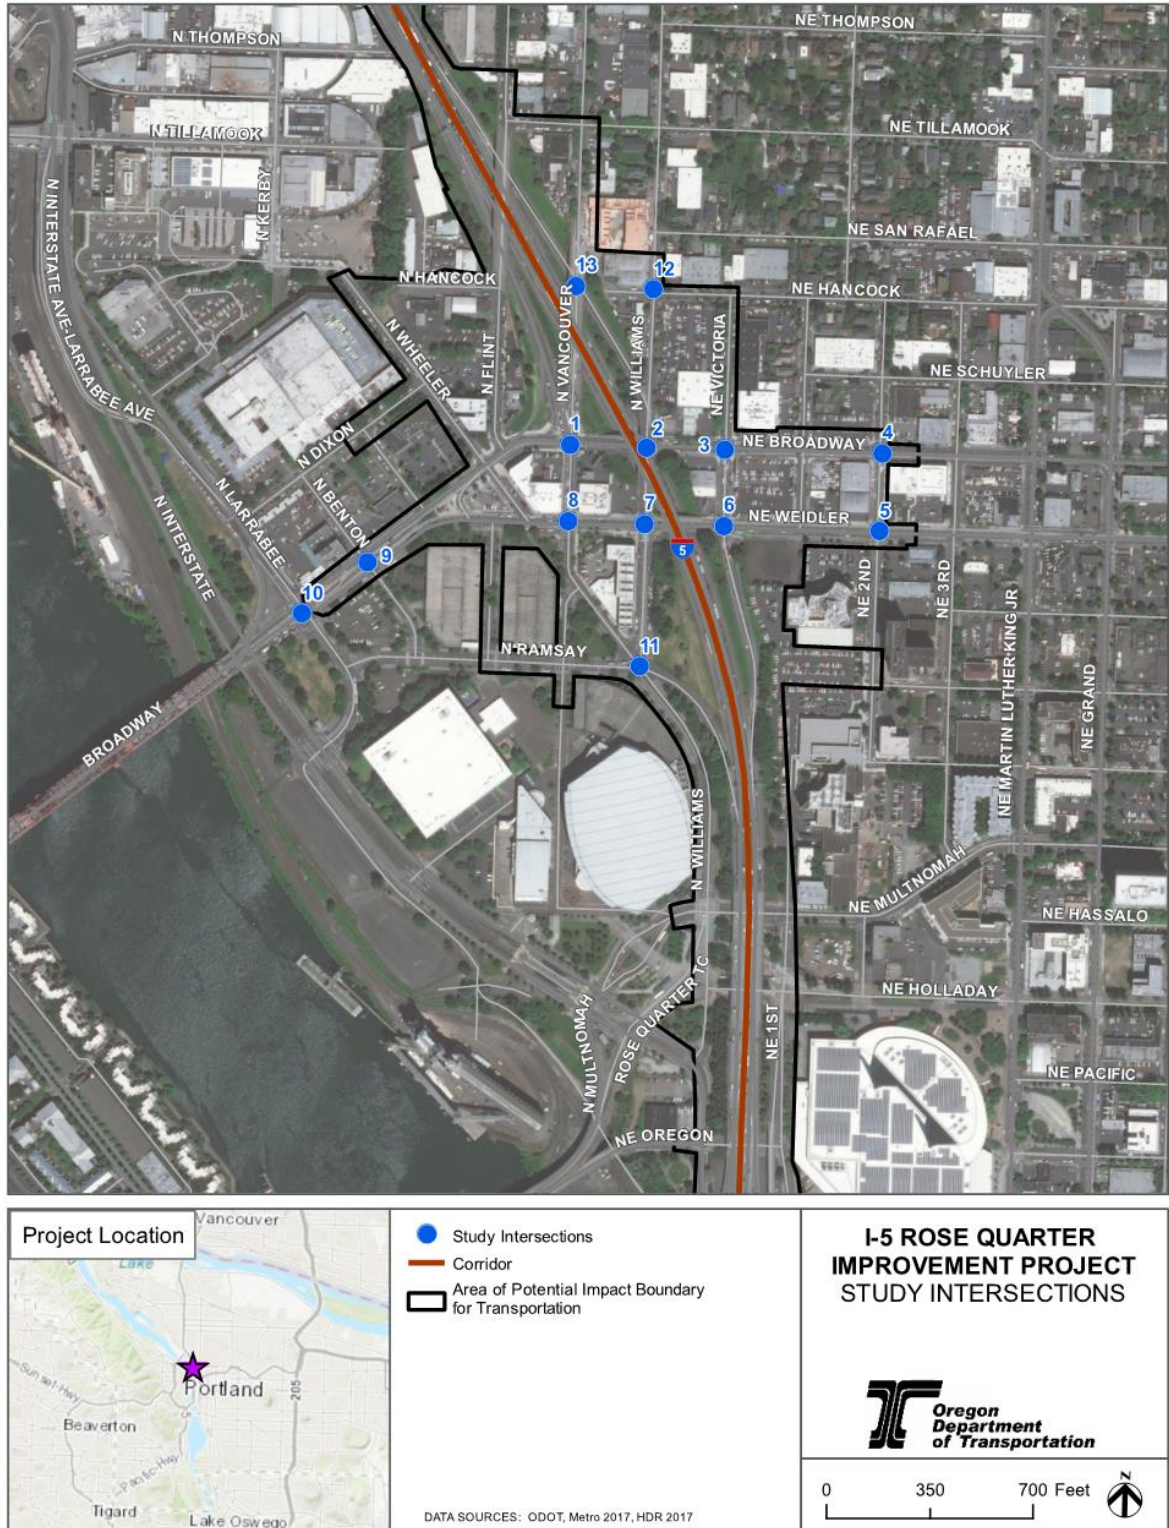 N THOMPSON
NE THOMPSON
N TILLAMOOK
NE TILLAMOOK
N KERBY
N INTERSTATE AVE-LARRABEE AVE
NE SAN RAFAEL
N HANCOCK
13
12
NE HANCOCK
N VANCOUVER
N WILLIAMS
NE VICTORIA
N WHEELER
N FLINT
NE SCHUYLER
1
2
3
NE BROADWAY
4
N DIXON
N BENTON
N LARRABEE
N INTERSTATE
8
7
6
NE WEIDLER
5
5
9
10
NE 2ND
NE 3RD
NE MARTIN LUTHER KING JR
NE GRAND
N RAMSAY
11
BROADWAY
N WILLIAMS
NE MULTNOMAH
NE HASSALO
NE HOLLADAY
N MULTNOMAH
ROSE QUARTER TC
NE 1ST
NE PACIFIC
NE OREGON
Project Location
Vancouver
Lake
Sunset Hwy
Portland
205
5
Beaverton
Pacific Hwy
Tigard
Lake Oswego
Study Intersections
Corridor
Area of Potential Impact Boundary
for Transportation
DATA SOURCES: ODOT, Metro 2017, HDR 2017
I-5 ROSE QUARTER
IMPROVEMENT PROJECT
STUDY INTERSECTIONS
Oregon
Department
of Transportation
0 350 700 Feet
N